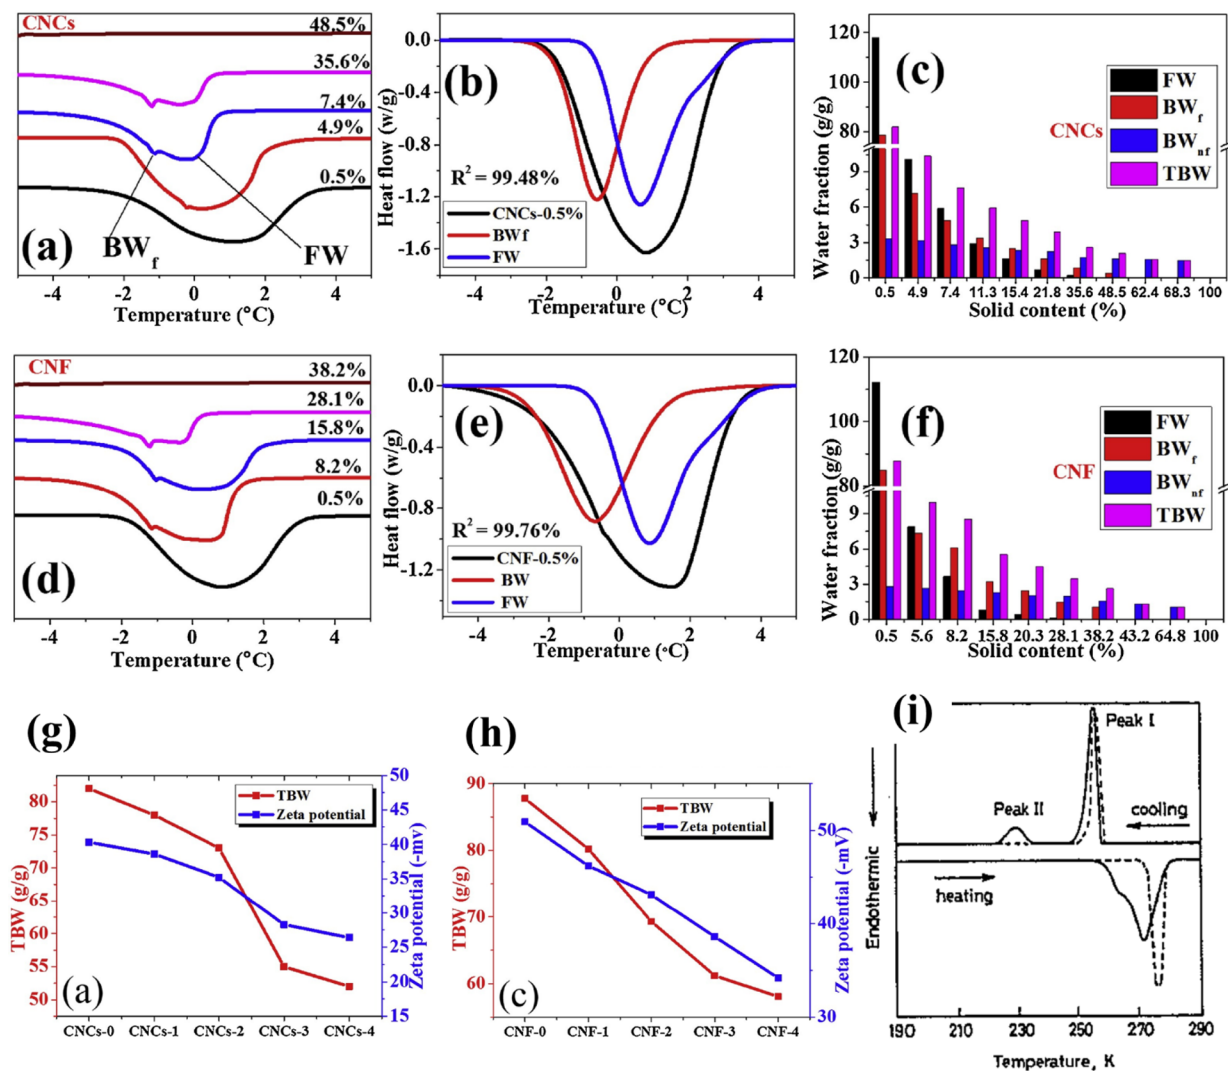 CNCs
48.5%
35.6%
7.4%
4.9%
0.5%
BWf
FW
(a)
-4
-2
0
2
4
Temperature (°C)
0.0
-0.4
-0.8
-1.2
-1.6
Heat flow (w/g)
(b)
R² = 99.48%
CNCs-0.5%
BWf
FW
-4
-2
0
2
4
Temperature (°C)
120
100
80
9
6
3
0
Water fraction (g/g)
(c)
CNCs
FW
BWf
BWnf
TBW
0.5 4.9 7.4 11.3 15.4 21.8 35.6 48.5 62.4 68.3 100
Solid content (%)
CNF
38.2%
28.1%
15.8%
8.2%
0.5%
(d)
-4
-2
0
2
4
Temperature (°C)
0.0
-0.4
-0.8
-1.2
Heat flow (w/g)
(e)
R² = 99.76%
CNF-0.5%
BW
FW
-4
-2
0
2
4
Temperature (°C)
120
100
80
9
6
3
0
Water fraction (g/g)
(f)
CNF
FW
BWf
BWnf
TBW
0.5 5.6 8.2 15.8 20.3 28.1 38.2 43.2 64.8 100
Solid content (%)
(g)
80
75
70
65
60
55
50
TBW (g/g)
TBW
Zeta potential
50
45
40
35
30
25
20
15
Zeta potential (-mv)
(a)
CNCs-0 CNCs-1 CNCs-2 CNCs-3 CNCs-4
(h)
90
80
70
60
TBW (g/g)
TBW
Zeta potential
50
40
30
Zeta potential (-mV)
(c)
CNF-0 CNF-1 CNF-2 CNF-3 CNF-4
(i)
Peak I
Peak II
cooling
heating
Endothermic
190 210 230 250 270 290
Temperature, K